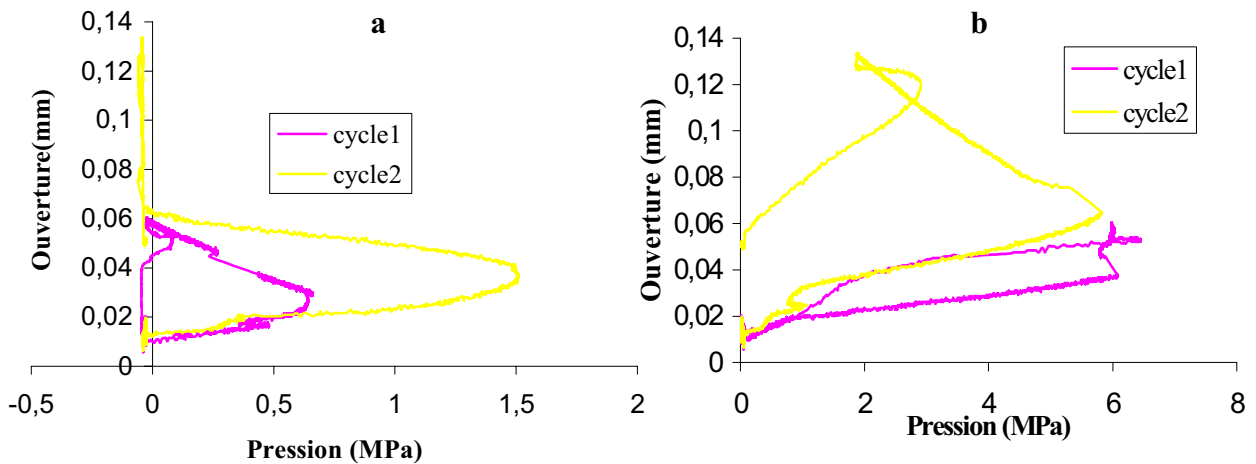 a
0,14
0,12
0,1
0,08
0,06
0,04
0,02
0
Ouverture(mm)
cycle1
cycle2
-0,5
0
0,5
1
1,5
2
Pression (MPa)
b
0,14
0,12
0,1
0,08
0,06
0,04
0,02
0
Ouverture (mm)
cycle1
cycle2
0
2
4
6
8
Pression (MPa)